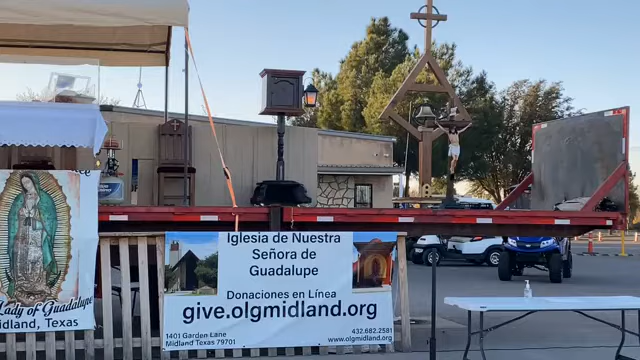 Lady of Guadalupe
idland, Texas
Iglesia de Nuestra
Señora de
Guadalupe
Donaciones en Línea
give.olgmidland.org
1401 Garden Lane
Midland Texas 79701
432.682.2581
www.olgmidland.org